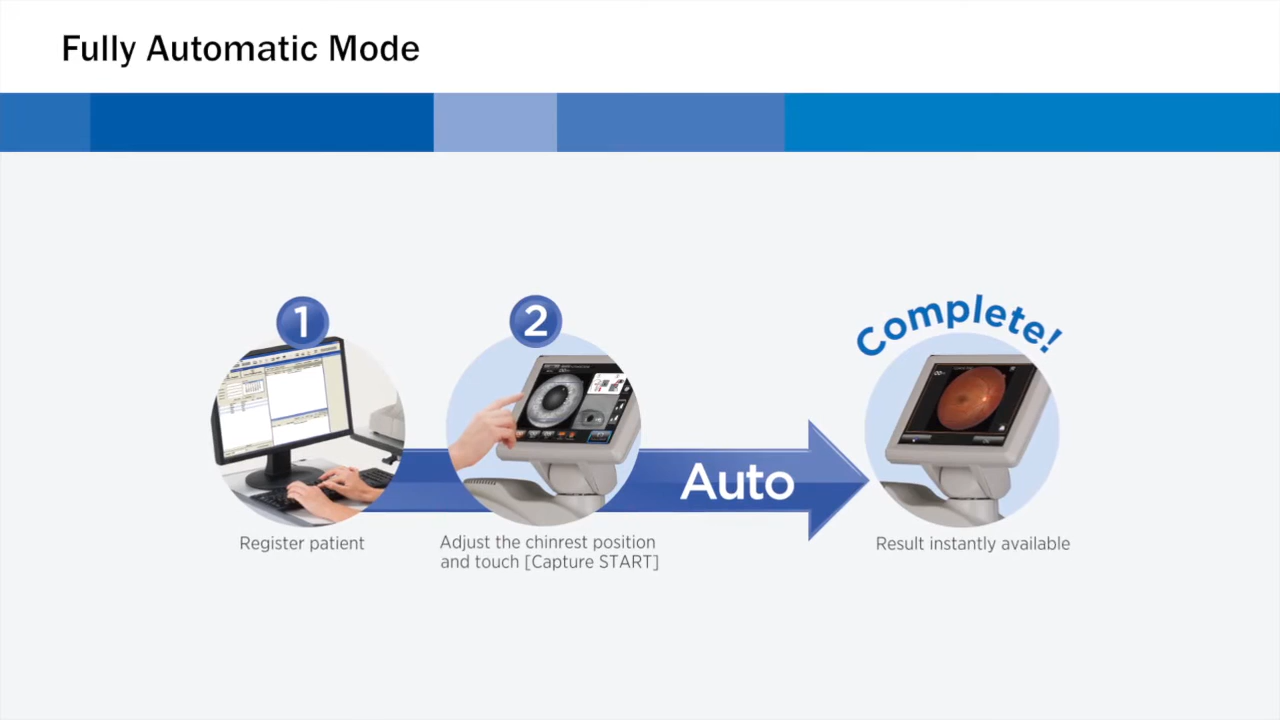 Fully Automatic Mode
1
2
Complete!
Auto
Register patient
Adjust the chinrest position
and touch [Capture START]
Result instantly available